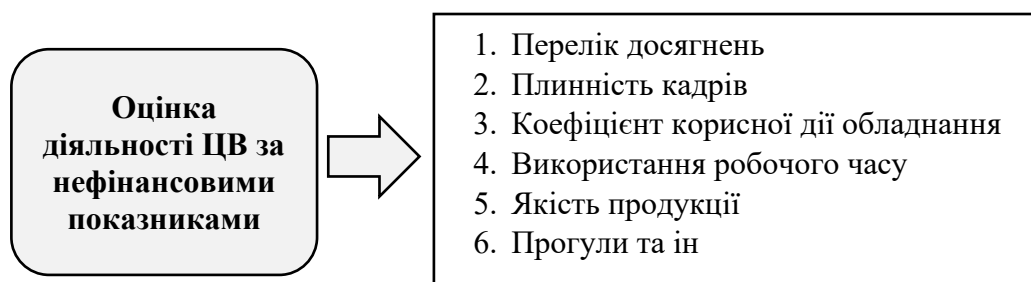 Оцінка
діяльності ЦВ за
нефінансовими
показниками
1. Перелік досягнень
2. Плинність кадрів
3. Коефіцієнт корисної дії обладнання
4. Використання робочого часу
5. Якість продукції
6. Прогули та ін